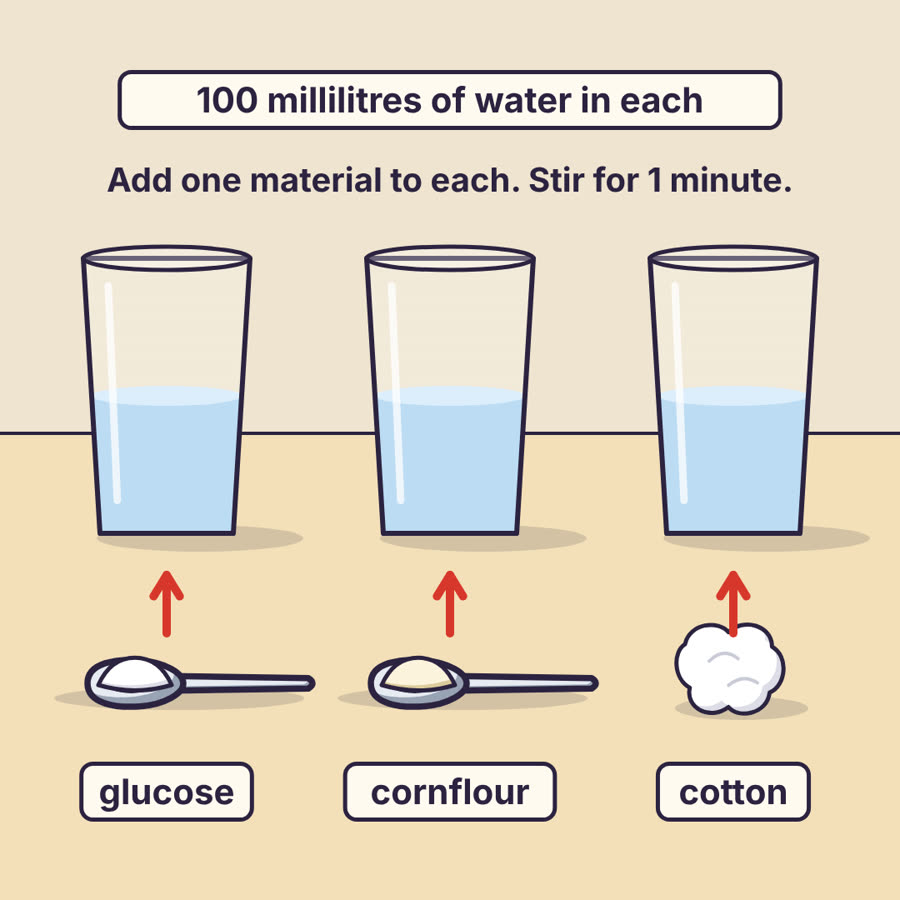 100 millilitres of water in each
Add one material to each. Stir for 1 minute.
glucose
cornflour
cotton